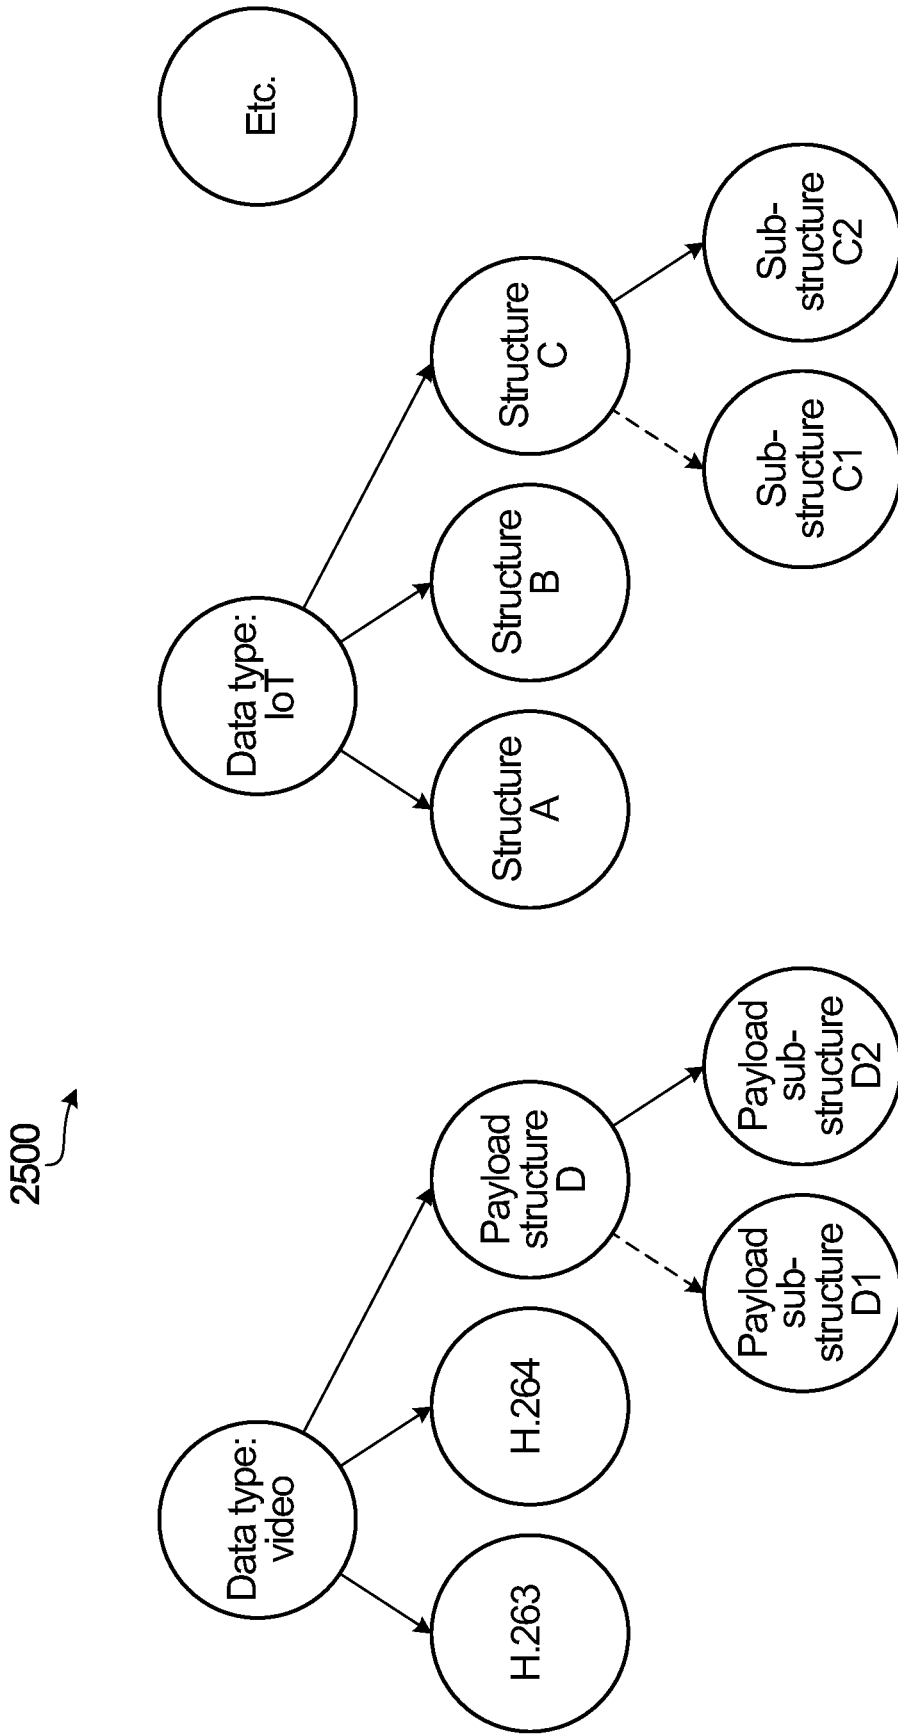 2500
Data type:
video
Data type:
IoT
Etc.
H.263
H.264
Payload
structure
D
Structure
A
Structure
B
Structure
C
Payload
sub-
structure
D1
Payload
sub-
structure
D2
Sub-
structure
C1
Sub-
structure
C2